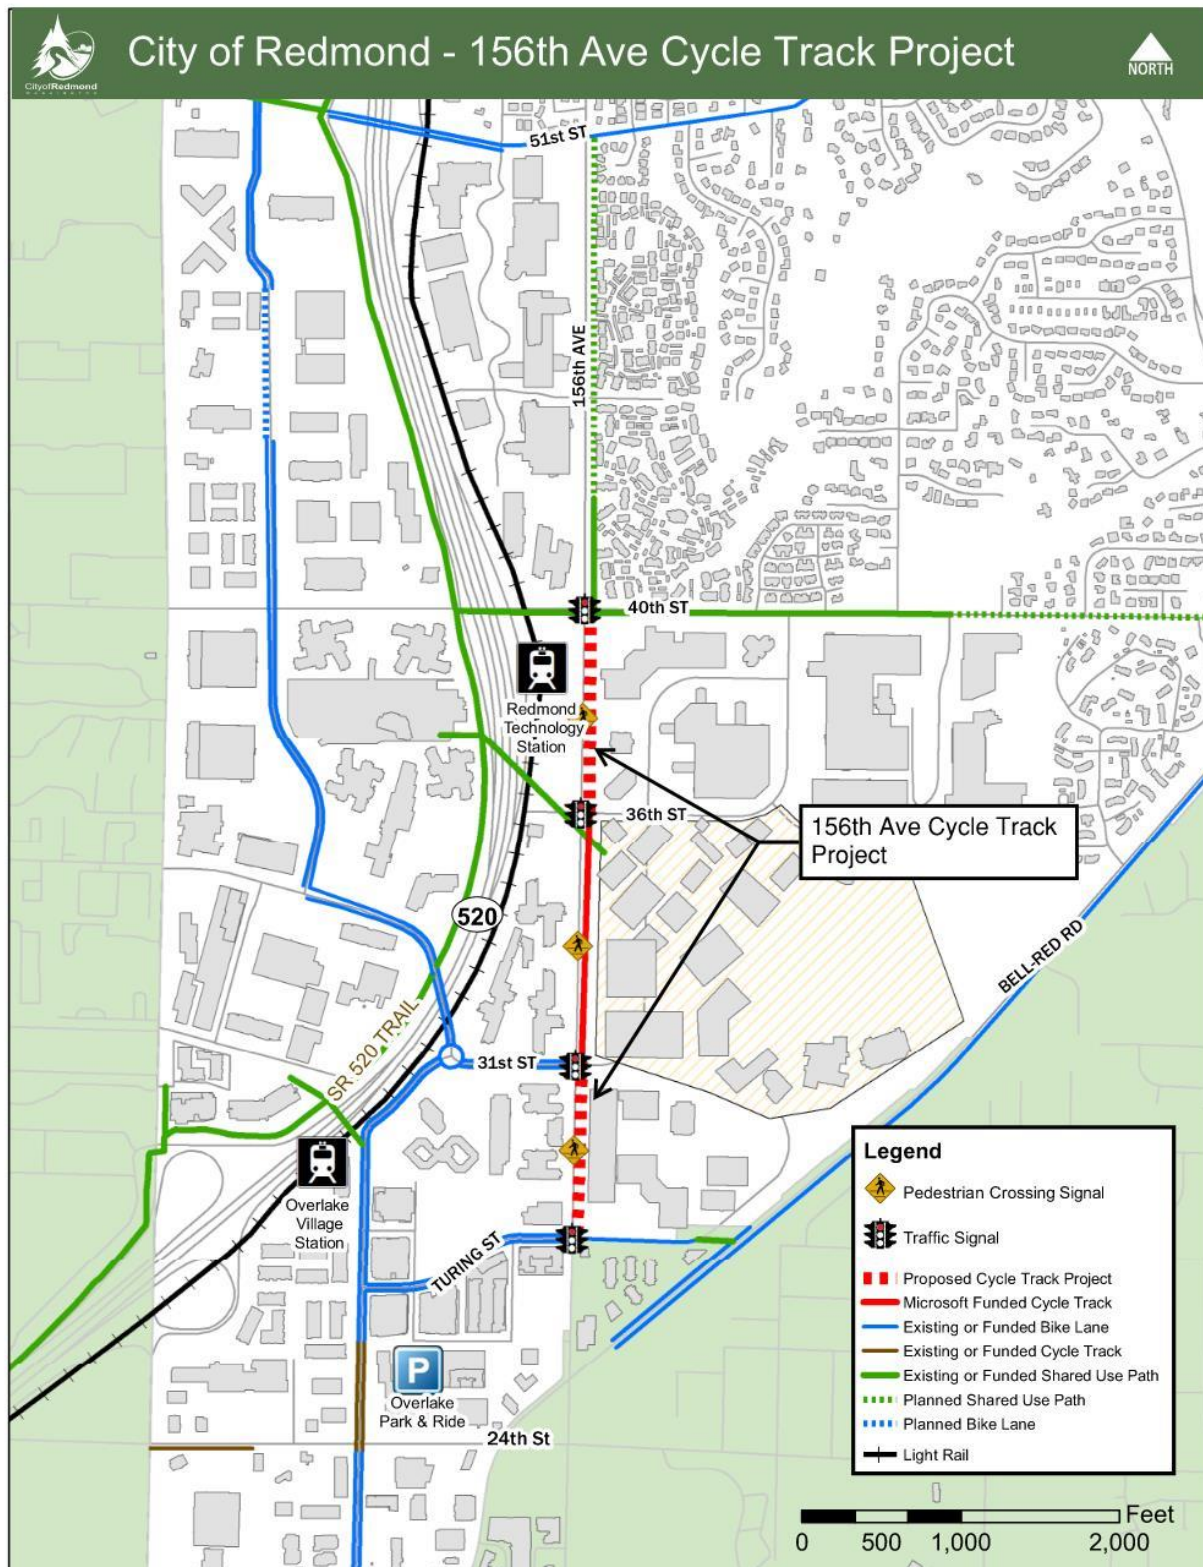 City of Redmond - 156th Ave Cycle Track Project
CityofRedmond
WASHINGTON
NORTH
51st ST
156th AVE
40th ST
Redmond
Technology
Station
36th ST
156th Ave Cycle Track
Project
520
BELL-RED RD
SR 520 TRAIL
31st ST
Overlake
Village
Station
TURING ST
P
Overlake
Park & Ride
24th St
Legend
Pedestrian Crossing Signal
Traffic Signal
Proposed Cycle Track Project
Microsoft Funded Cycle Track
Existing or Funded Bike Lane
Existing or Funded Cycle Track
Existing or Funded Shared Use Path
Planned Shared Use Path
Planned Bike Lane
Light Rail
Feet
0 500 1,000 2,000